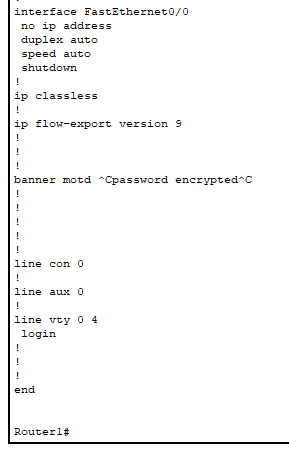 interface FastEthernet0/0
no ip address
duplex auto
speed auto
shutdown
!
ip classless
!
ip flow-export version 9
!
!
!
banner motd ^Cpassword encrypted^C
!
!
!
!
!
line con 0
!
line aux 0
!
line vty 0 4
login
!
!
!
end
Router1#